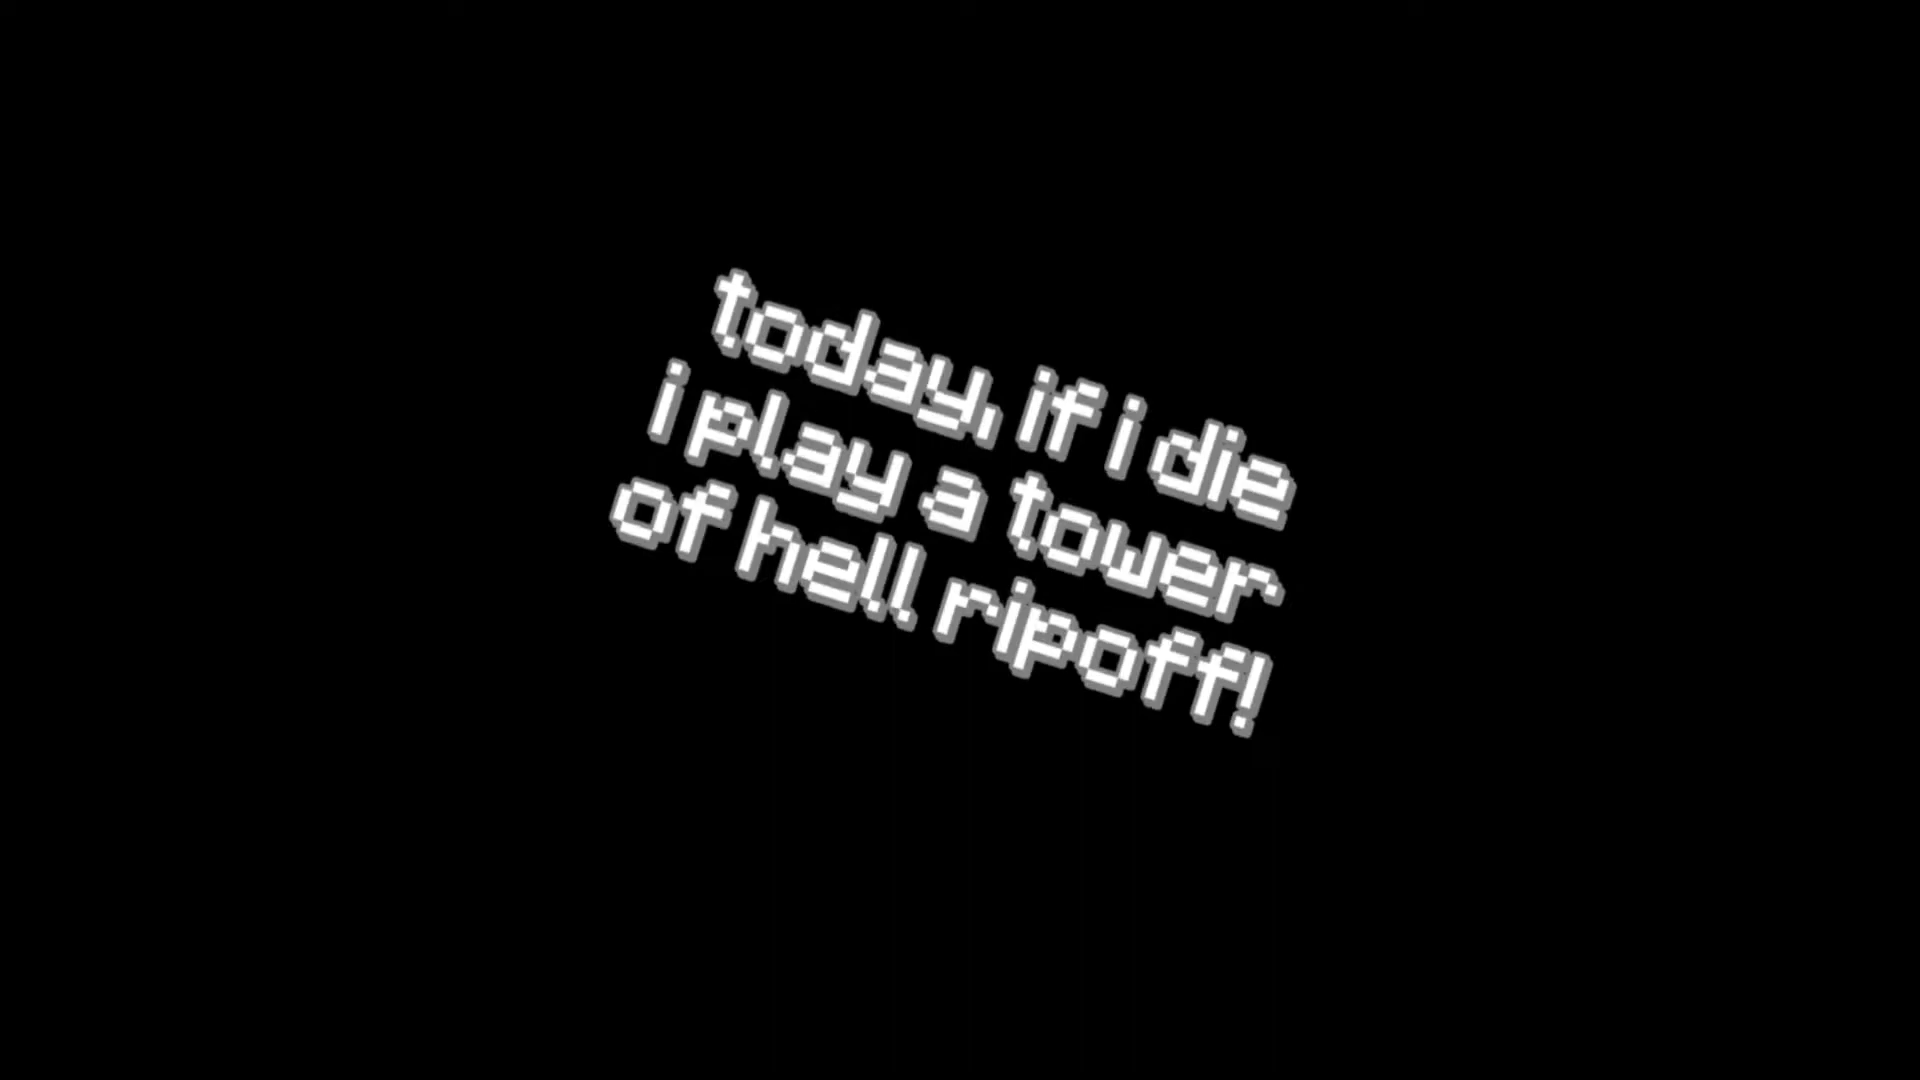 today, if i die
i play a tower
of hell ripoff!